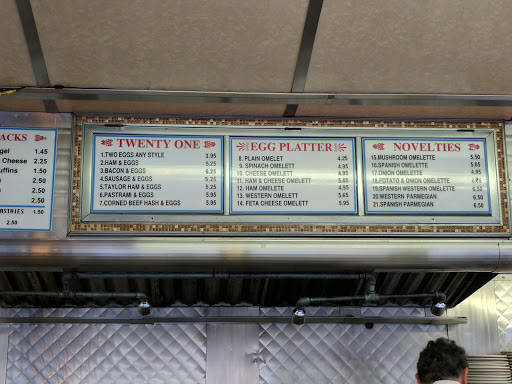 ACKS
gel 1.45
Cheese 2.25
uffins 1.50
2.50
2.50
2.50
ASTRIES 1.50
2.50
TWENTY ONE
1.TWO EGGS ANY STYLE 3.95
2.HAM & EGGS 5.25
3.BACON & EGGS 6.25
4.SAUSAGE & EGGS 5.25
5.TAYLOR HAM & EGGS 5.25
6.PASTRAMI & EGGS 5.95
7.CORNED BEEF HASH & EGGS 5.95
EGG PLATTER
8. PLAIN OMELET 4.25
9. SPINACH OMELETT 4.95
10. CHEESE OMELETT 4.95
11. HAM & CHEESE OMELETT 5.65
12. HAM OMELETE 4.95
13. WESTERN OMELETT 5.65
14. FETA CHEESE OMELETT 5.95
NOVELTIES
15.MUSHROOM OMELETTE 5.50
16.SPANISH OMELETTE 5.65
17.ONION OMELETTE 4.95
18.POTATO & ONION OMELETTE
19.SPANISH WESTERN OMELETTE 6.50
20.WESTERN PARMEGIAN 6.50
21.SPANISH PARMEGIAN 6.50